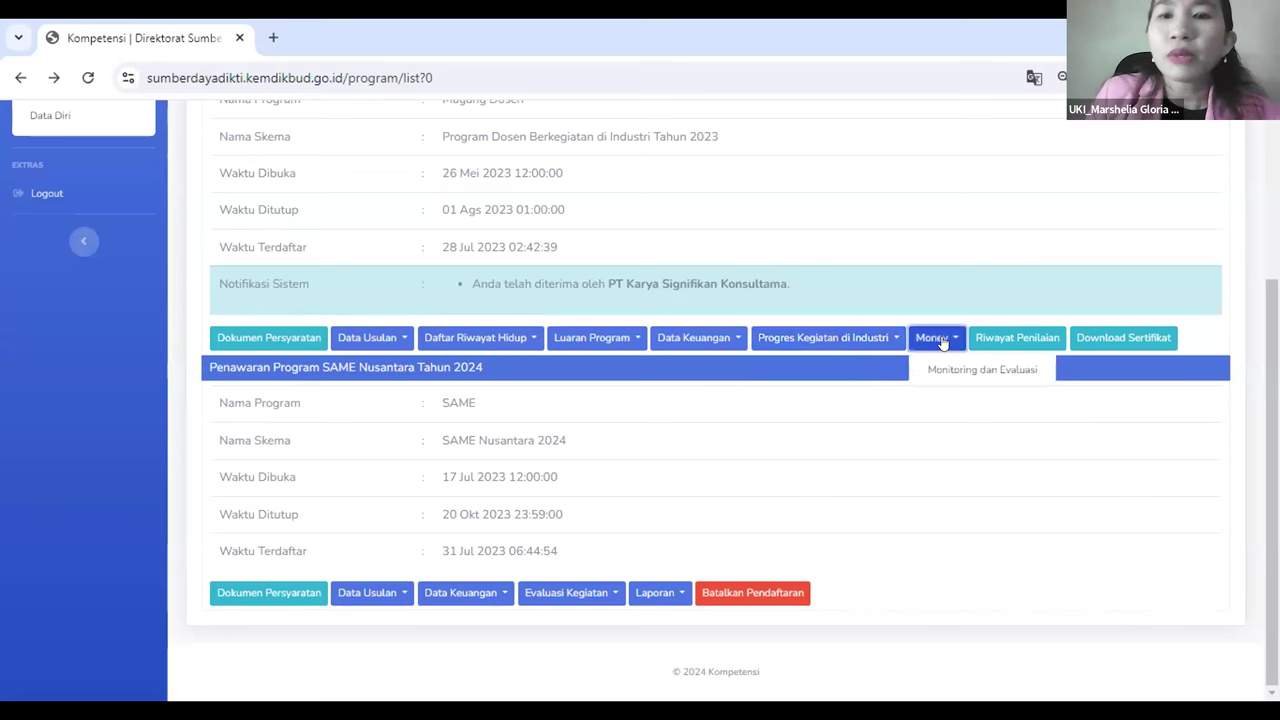 Kompetensi | Direktorat Sumbe
sumberdayadikti.kemdikbud.go.id/program/list?0
UKI_Marshelia Gloria ...
Data Diri
EXTRAS
Logout
Nama Program : Magang Dosen
Nama Skema : Program Dosen Berkegiatan di Industri Tahun 2023
Waktu Dibuka : 26 Mei 2023 12:00:00
Waktu Ditutup : 01 Ags 2023 01:00:00
Waktu Terdaftar : 28 Jul 2023 02:42:39
Notifikasi Sistem : • Anda telah diterima oleh PT Karya Signifikan Konsultama.
Dokumen Persyaratan Data Usulan Daftar Riwayat Hidup Luaran Program Data Keuangan Progres Kegiatan di Industri Monev Riwayat Penilaian Download Sertifikat
Monitoring dan Evaluasi
Penawaran Program SAME Nusantara Tahun 2024
Nama Program : SAME
Nama Skema : SAME Nusantara 2024
Waktu Dibuka : 17 Jul 2023 12:00:00
Waktu Ditutup : 20 Okt 2023 23:59:00
Waktu Terdaftar : 31 Jul 2023 06:44:54
Dokumen Persyaratan Data Usulan Data Keuangan Evaluasi Kegiatan Laporan Batalkan Pendaftaran
© 2024 Kompetensi